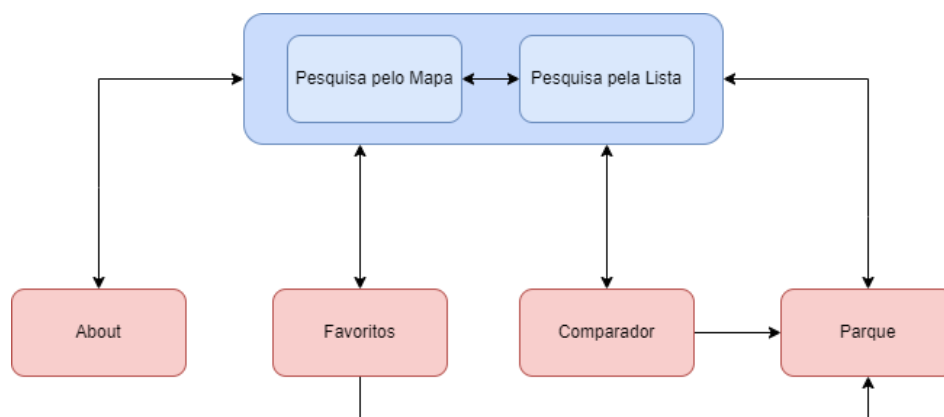 Pesquisa pelo Mapa
Pesquisa pela Lista
About
Favoritos
Comparador
Parque